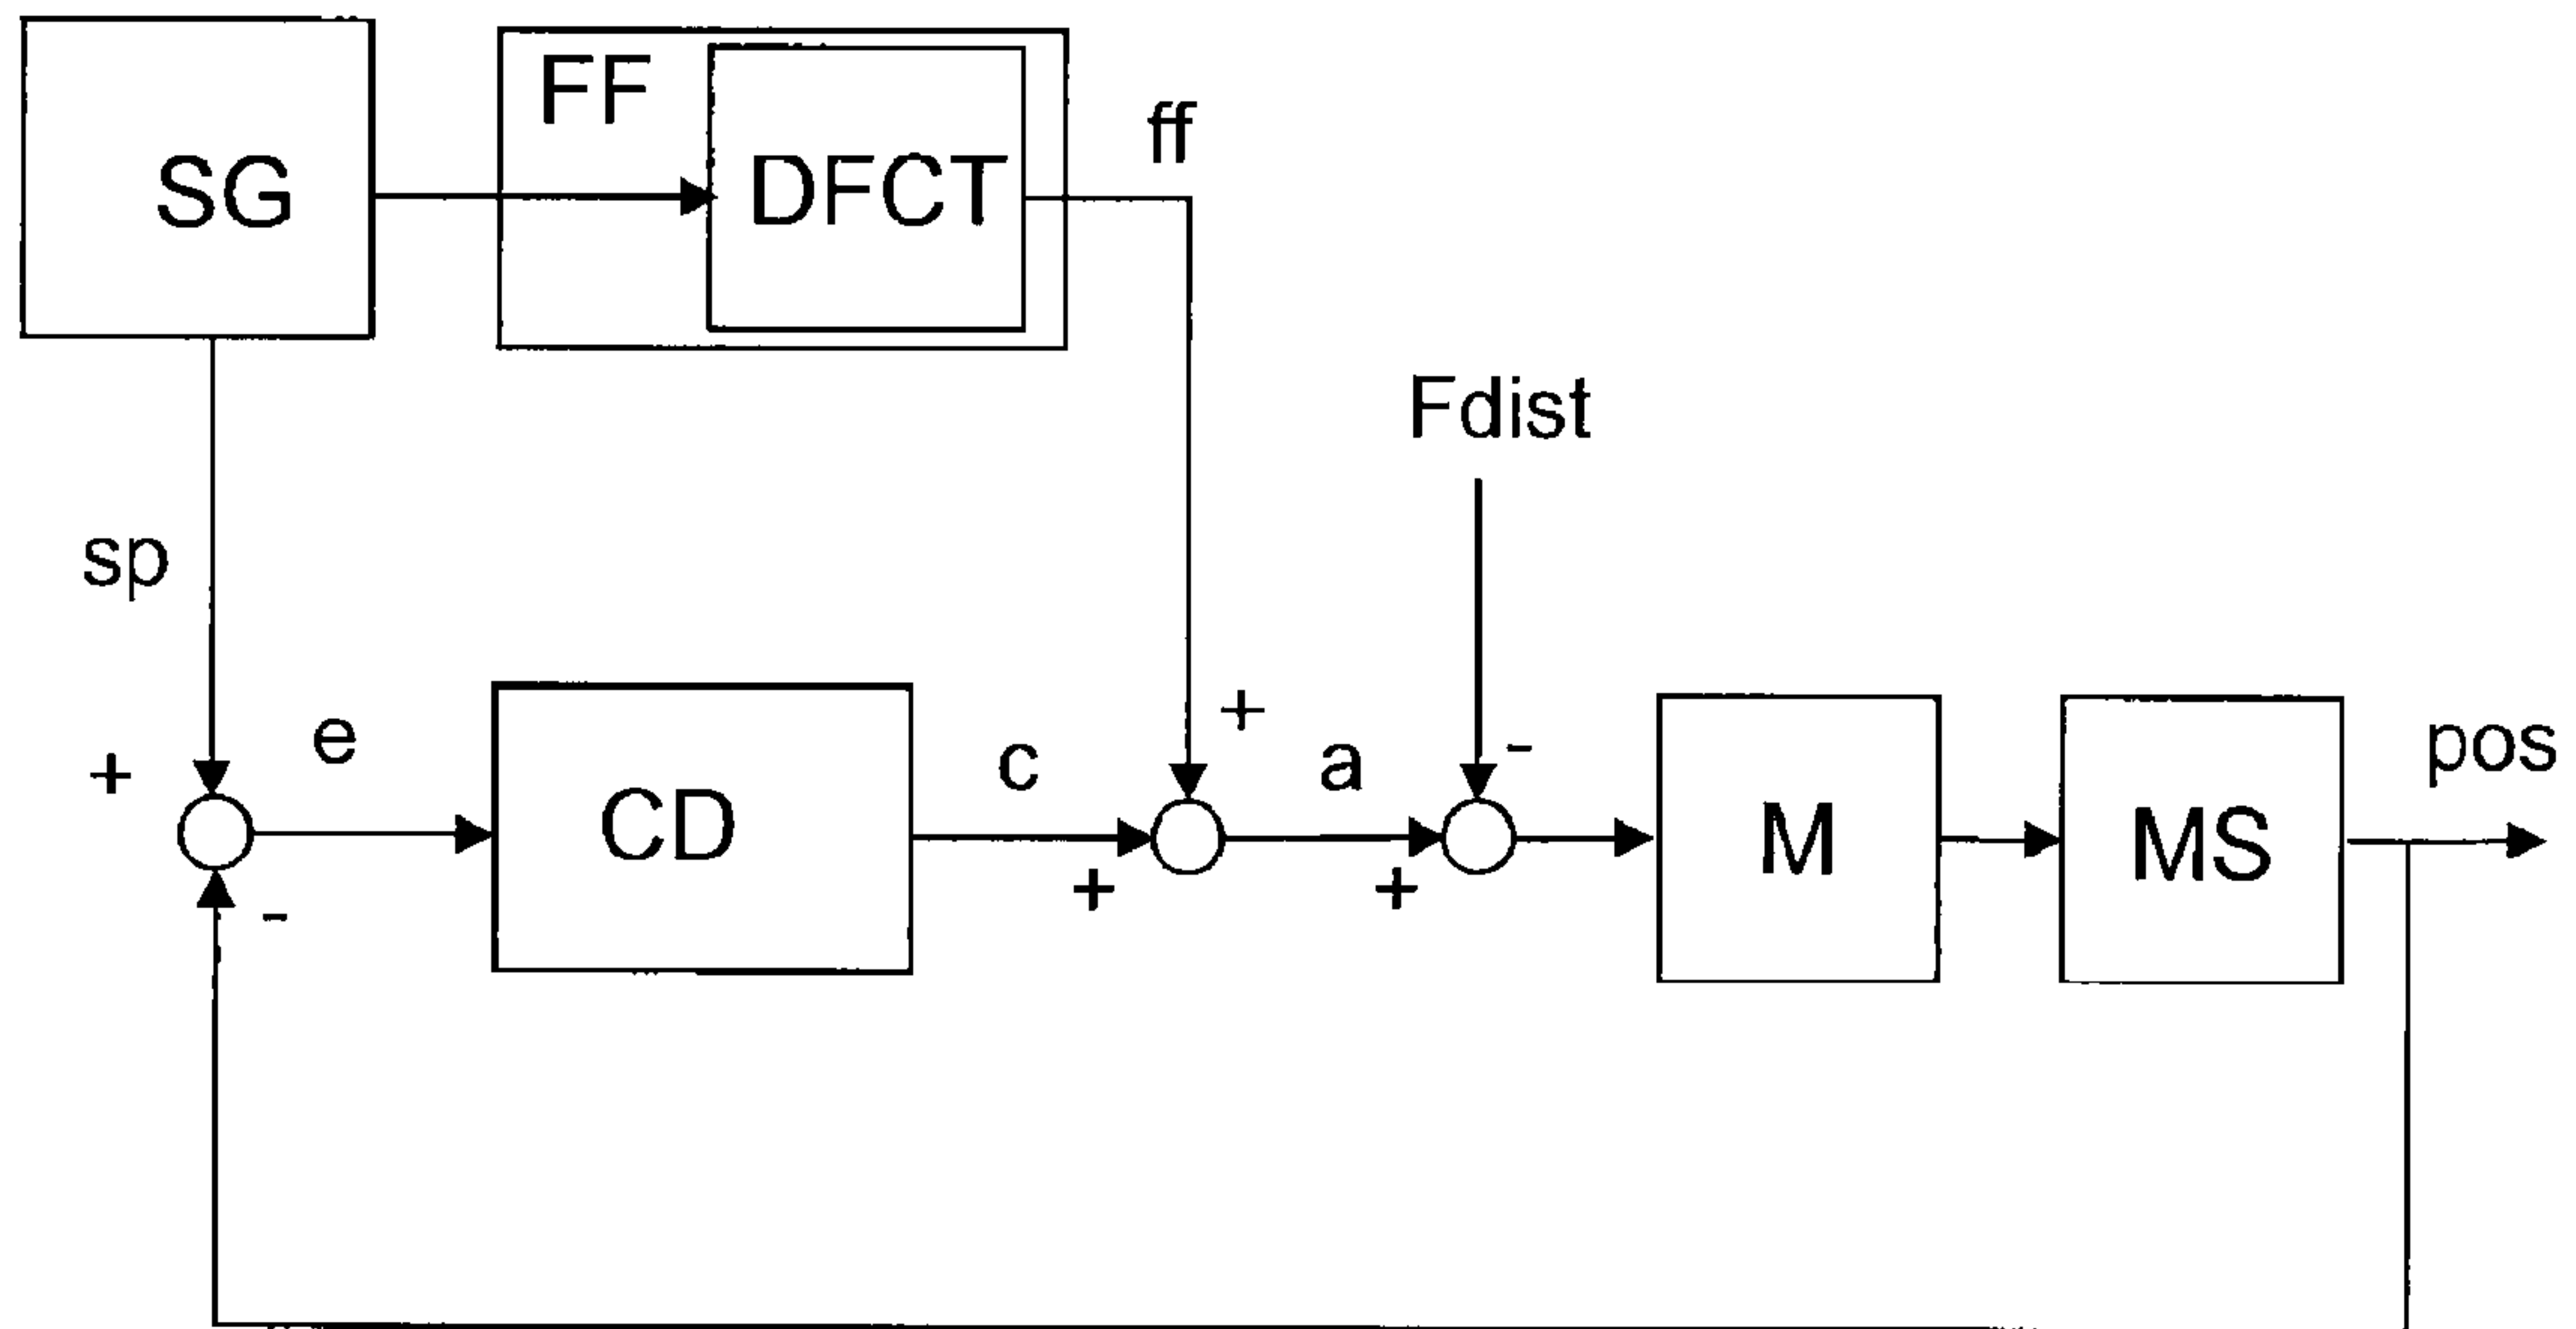 FF
SG
DFCT
ff
Fdist
sp
+
e
+
CD
c
+
a
+
-
+
M
MS
pos
-